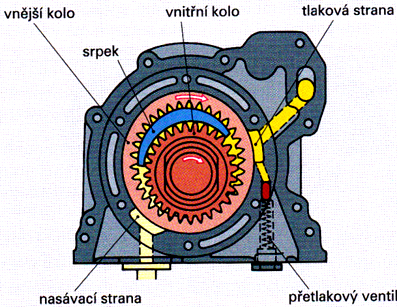 vnější kolo
vnitřní kolo
tlaková strana
srpek
nasávací strana
přetlakový ventil